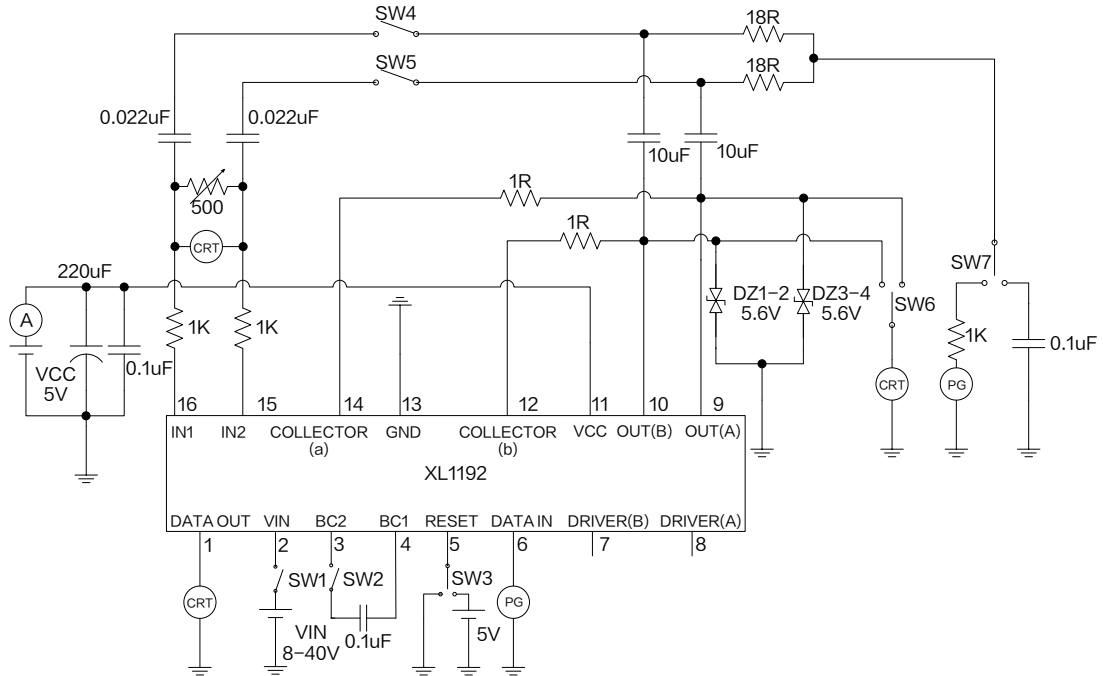 SW4
18R
SW5
18R
0.022uF
0.022uF
10uF
10uF
500
1R
1R
CRT
220uF
SW7
A
1K
1K
DZ1−2
5.6V
DZ3−4
5.6V
SW6
1K
0.1uF
VCC
5V
0.1uF
CRT
PG
16
15
14
13
12
11
10
9
IN1
IN2
COLLECTOR
(a)
GND
COLLECTOR
(b)
VCC
OUT(B)
OUT(A)
XL1192
DATA OUT
VIN
BC2
BC1
RESET
DATA IN
DRIVER(B)
DRIVER(A)
1
2
3
4
5
6
7
8
SW1
SW2
SW3
CRT
PG
VIN
8−40V
0.1uF
5V